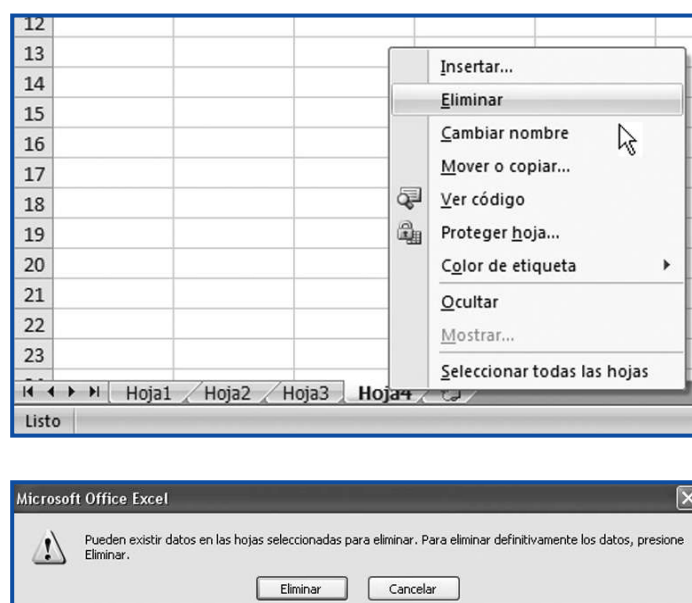 12
13
14
15
16
17
18
19
20
21
22
23
Insertar...
Eliminar
Cambiar nombre
Mover o copiar...
Ver código
Proteger hoja...
Color de etiqueta
Ocultar
Mostrar...
Seleccionar todas las hojas
Hoja1 Hoja2 Hoja3 Hoja4
Listo
Microsoft Office Excel
Pueden existir datos en las hojas seleccionadas para eliminar. Para eliminar definitivamente los datos, presione
Eliminar.
Eliminar Cancelar